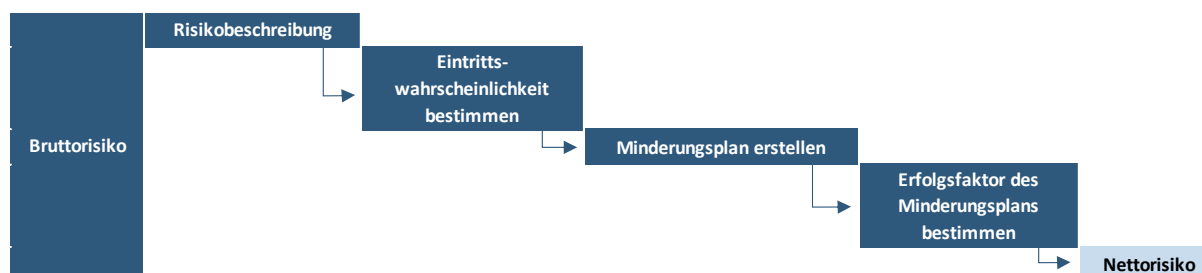 Risikobeschreibung
Eintritts-
wahrscheinlichkeit
bestimmen
Bruttorisiko
Minderungsplan erstellen
Erfolgsfaktor des
Minderungsplans
bestimmen
Nettorisiko